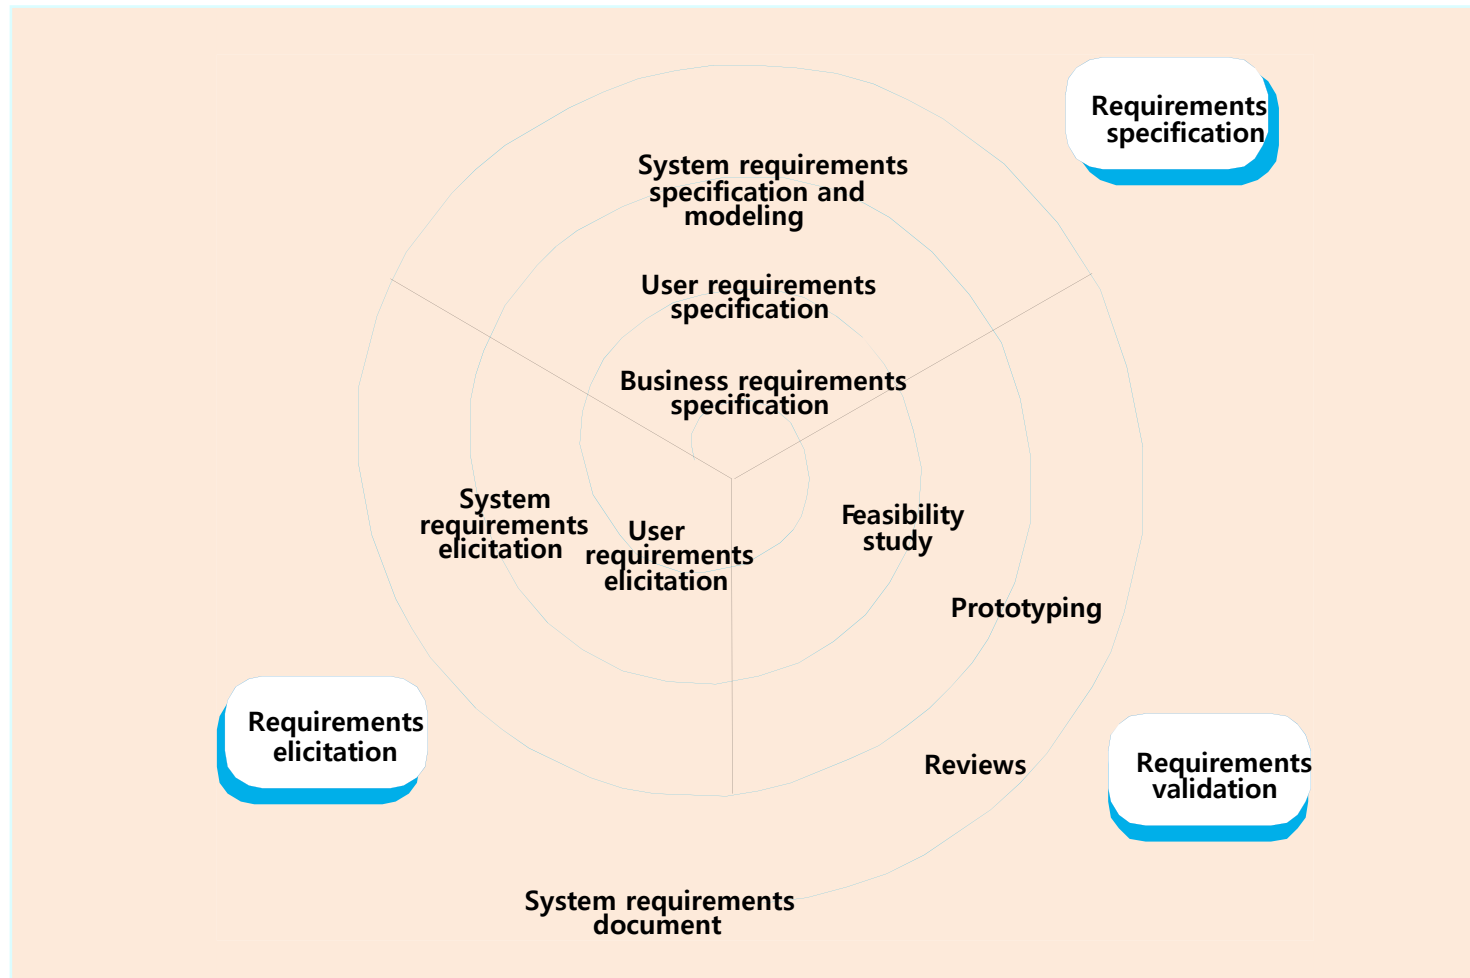 Requirements
specification
System requirements
specification and
modeling
User requirements
specification
Business requirements
specification
System
requirements
elicitation
User
requirements
elicitation
Feasibility
study
Prototyping
Requirements
elicitation
Reviews
Requirements
validation
System requirements
document